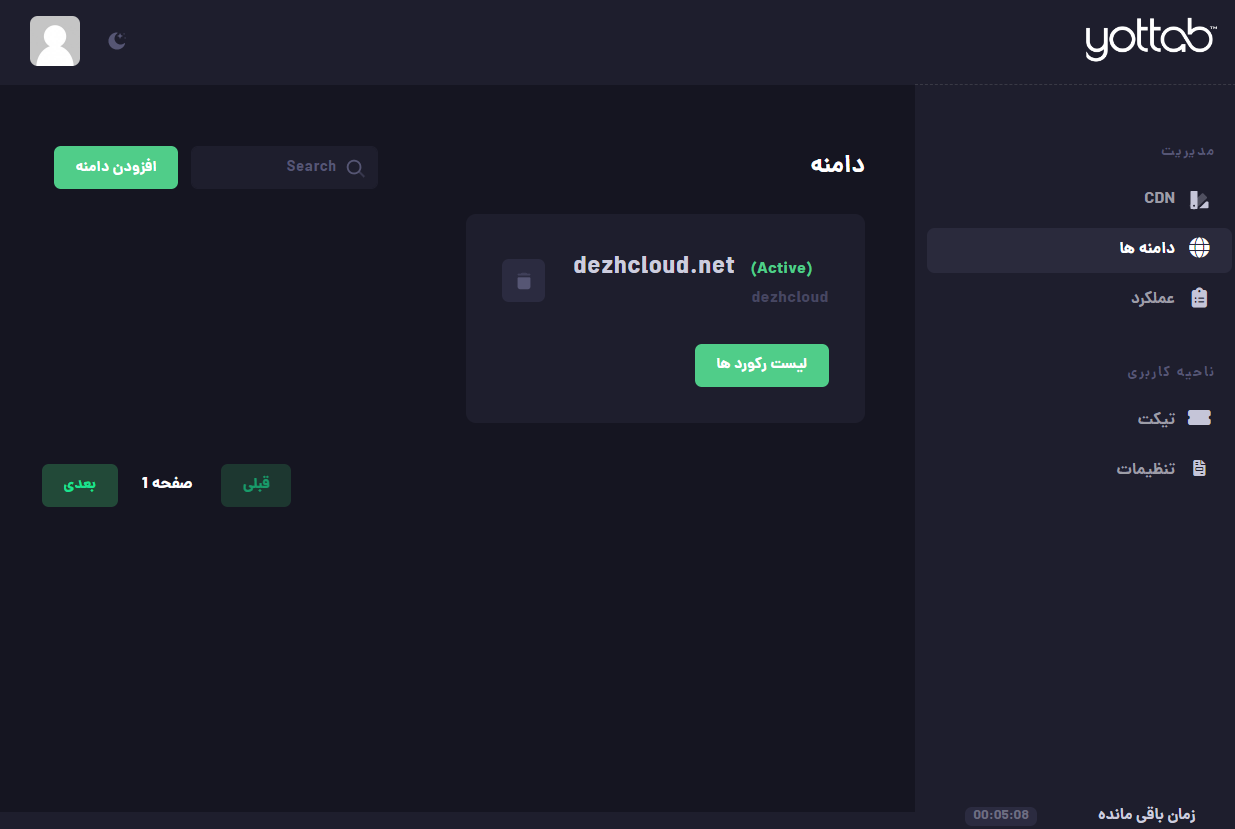 yottab™
مدیریت
CDN
دامنه ها
عملکرد
ناحیه کاربری
تیکت
تنظیمات
زمان باقی مانده
00:05:08
دامنه
Search
افزودن دامنه
dezhcloud.net (Active)
dezhcloud
لیست رکورد ها
قبلی
صفحه 1
بعدی